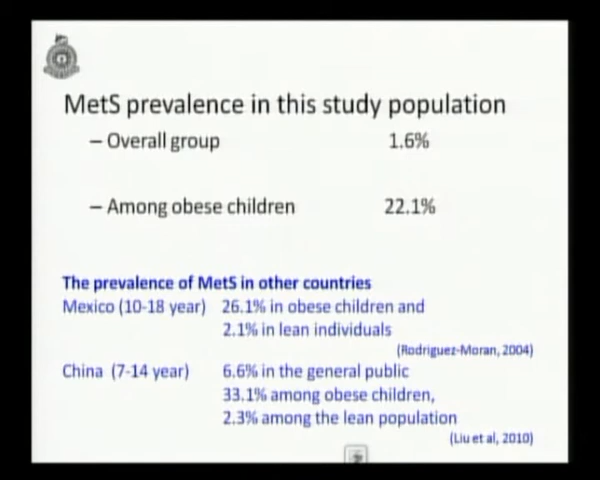 MetS prevalence in this study population
– Overall group 1.6%
– Among obese children 22.1%
The prevalence of MetS in other countries
Mexico (10-18 year) 26.1% in obese children and
2.1% in lean individuals
(Rodriguez-Moran, 2004)
China (7-14 year) 6.6% in the general public
33.1% among obese children,
2.3% among the lean population
(Liu et al, 2010)